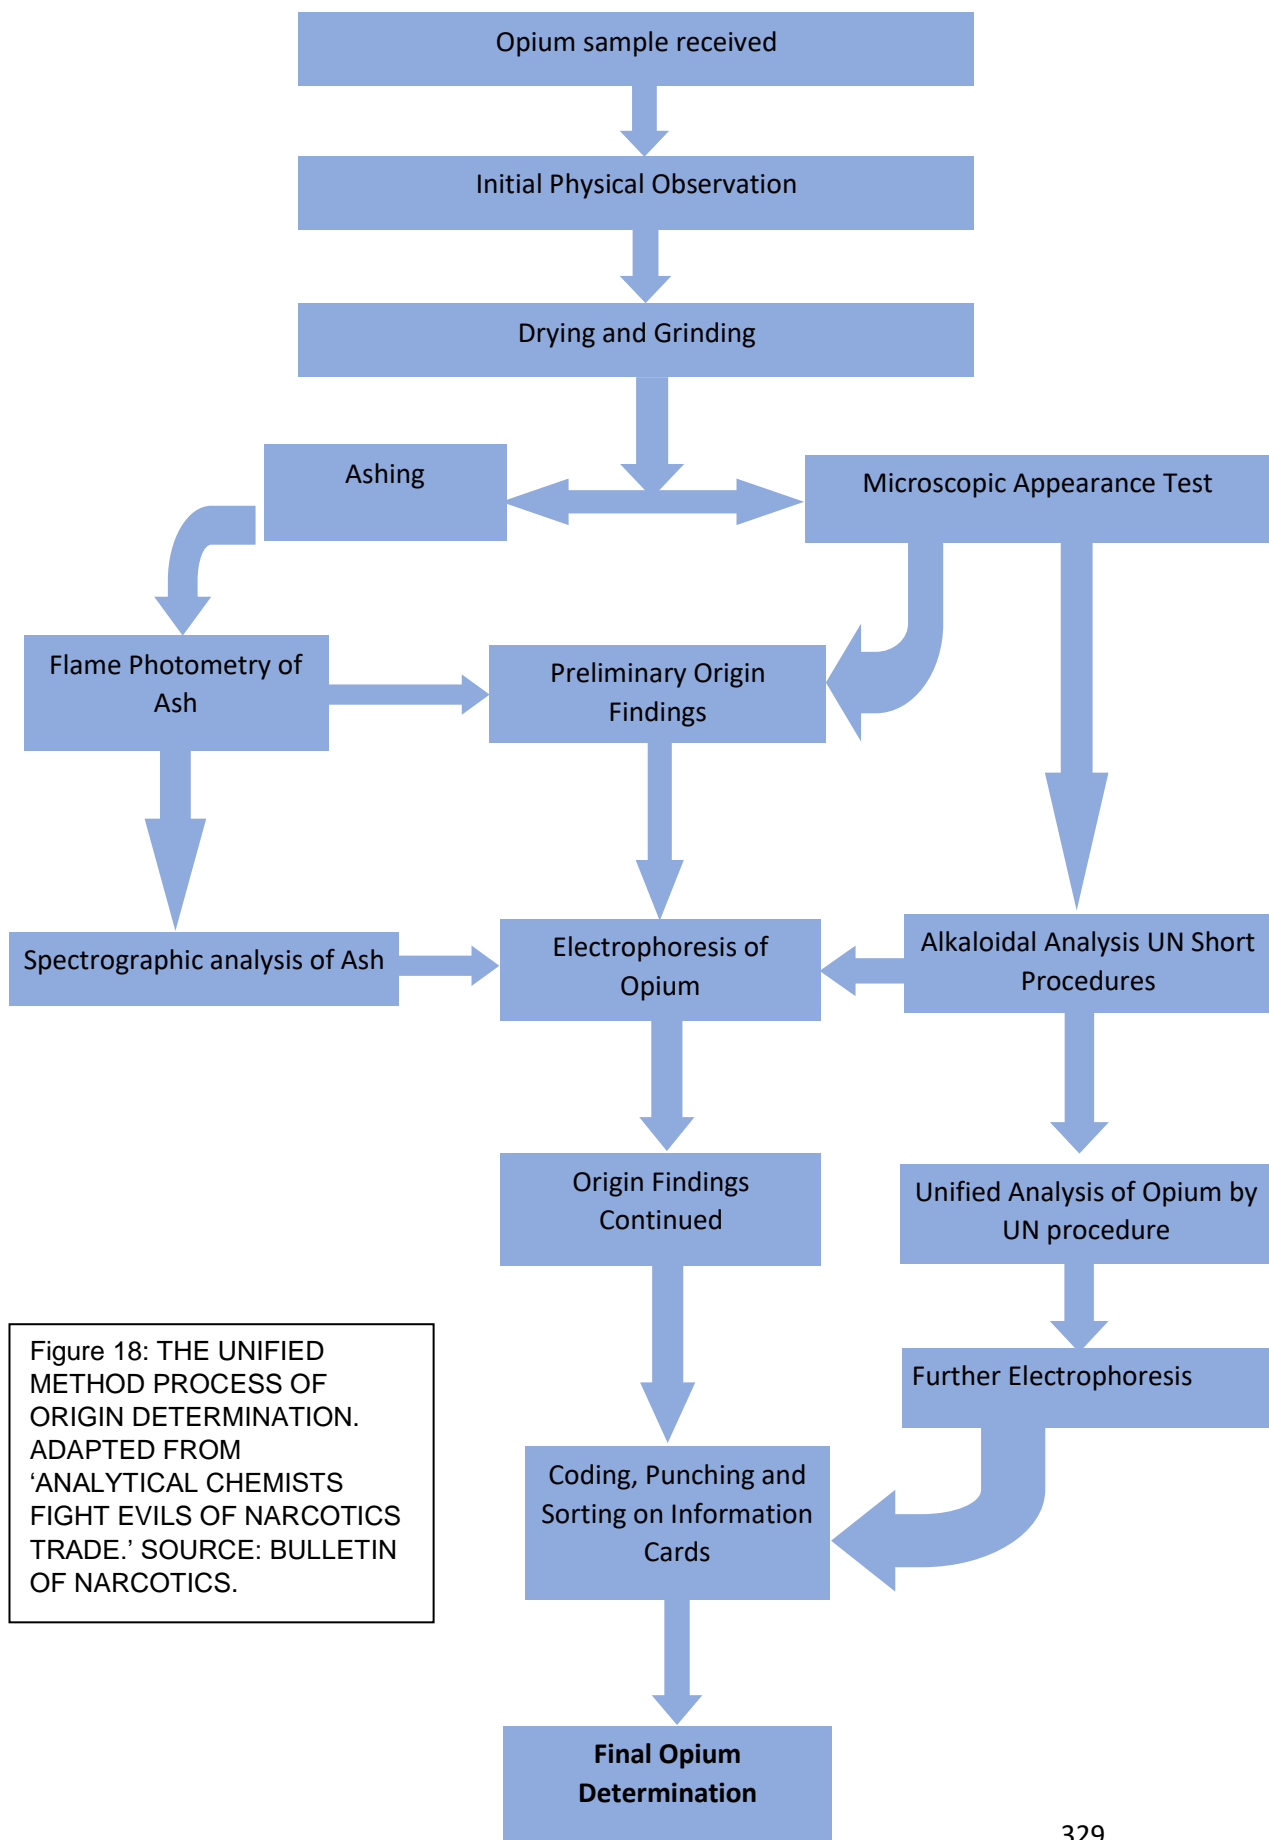 Opium sample received
Initial Physical Observation
Drying and Grinding
Ashing
Microscopic Appearance Test
Flame Photometry of
Ash
Preliminary Origin
Findings
Spectrographic analysis of Ash
Electrophoresis of
Opium
Alkaloidal Analysis UN Short
Procedures
Origin Findings
Continued
Unified Analysis of Opium by
UN procedure
Further Electrophoresis
Figure 18: THE UNIFIED
METHOD PROCESS OF
ORIGIN DETERMINATION.
ADAPTED FROM
‘ANALYTICAL CHEMISTS
FIGHT EVILS OF NARCOTICS
TRADE.’ SOURCE: BULLETIN
OF NARCOTICS.
Coding, Punching and
Sorting on Information
Cards
Final Opium
Determination
329